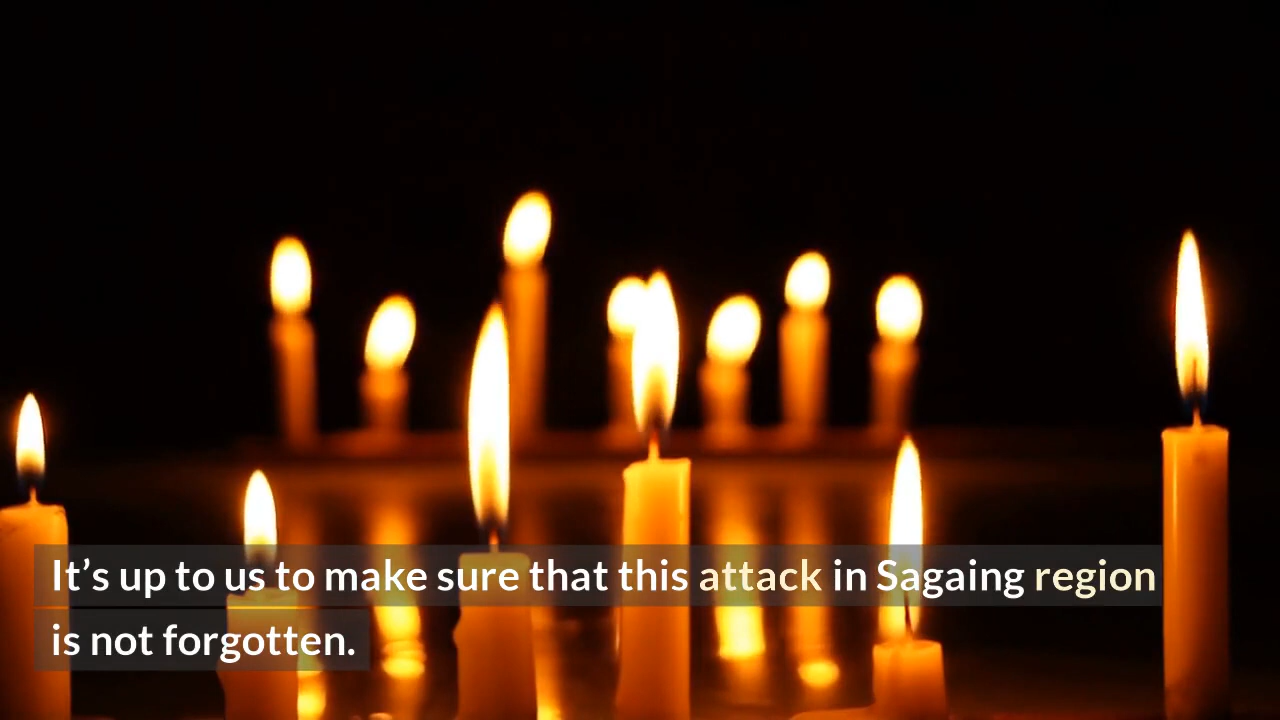 It’s up to us to make sure that this attack in Sagaing region
is not forgotten.